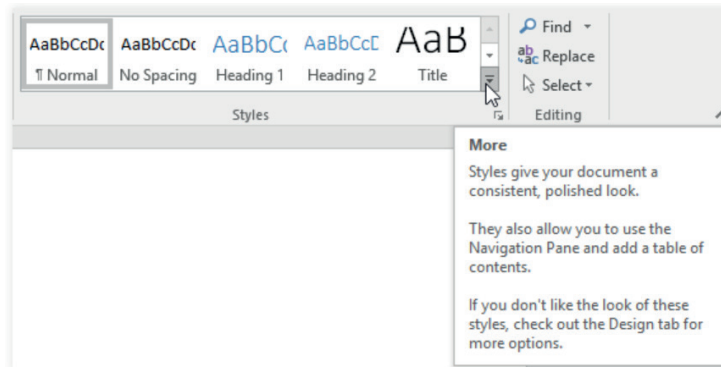 AaBbCcDc AaBbCcDc AaBbC AaBbCcD AaB
¶ Normal No Spacing Heading 1 Heading 2 Title
Find
Replace
Select
Styles
Editing
More
Styles give your document a
consistent, polished look.
They also allow you to use the
Navigation Pane and add a table of
contents.
If you don't like the look of these
styles, check out the Design tab for
more options.